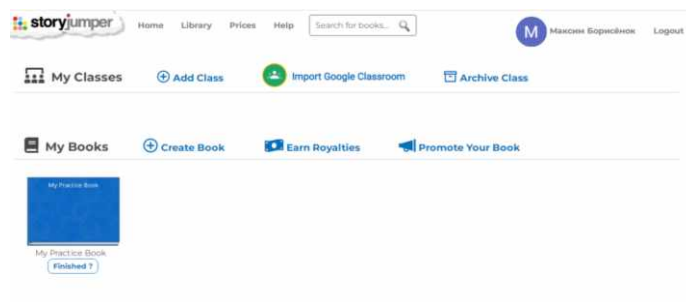 storyjumper Home Library Prices Help Search for books... М Максим Борисёнок Logout
My Classes Add Class Import Google Classroom Archive Class
My Books Create Book Earn Royalties Promote Your Book
My Practice Book
My Practice Book
Finished ?